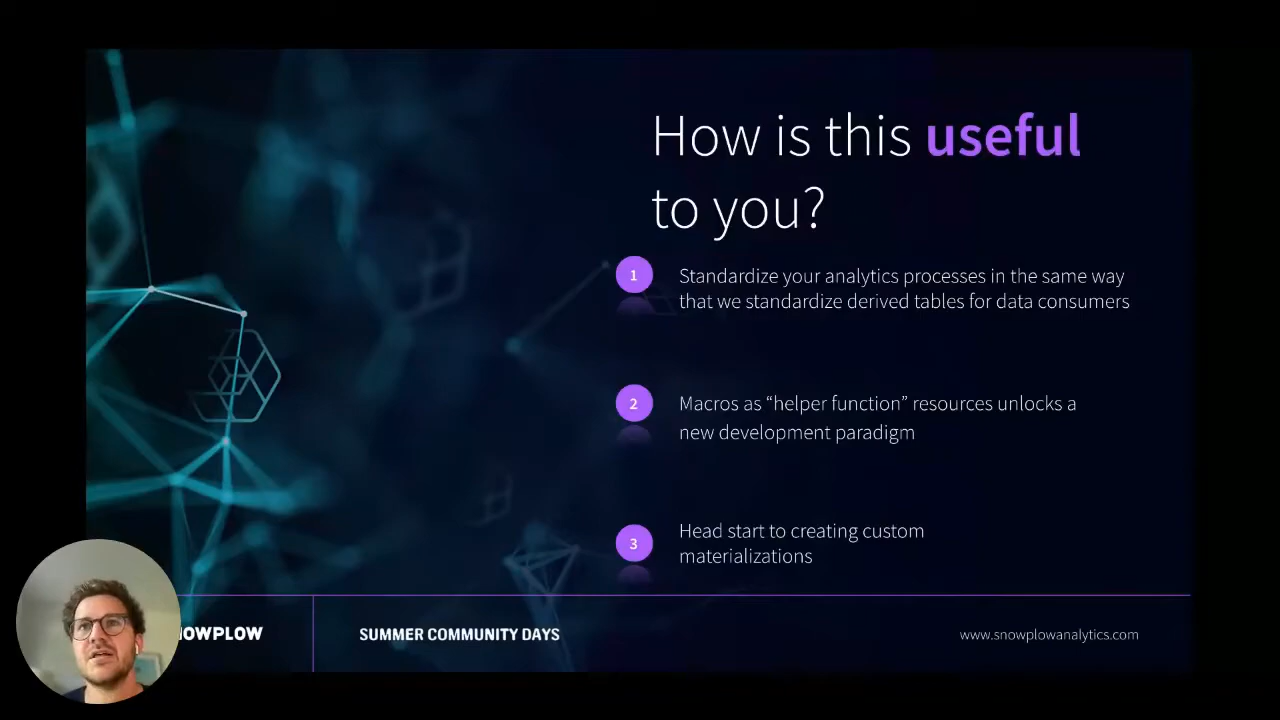 How is this useful
to you?
1
Standardize your analytics processes in the same way
that we standardize derived tables for data consumers
2
Macros as “helper function” resources unlocks a
new development paradigm
3
Head start to creating custom
materializations
OWPLOW
SUMMER COMMUNITY DAYS
www.snowplowanalytics.com